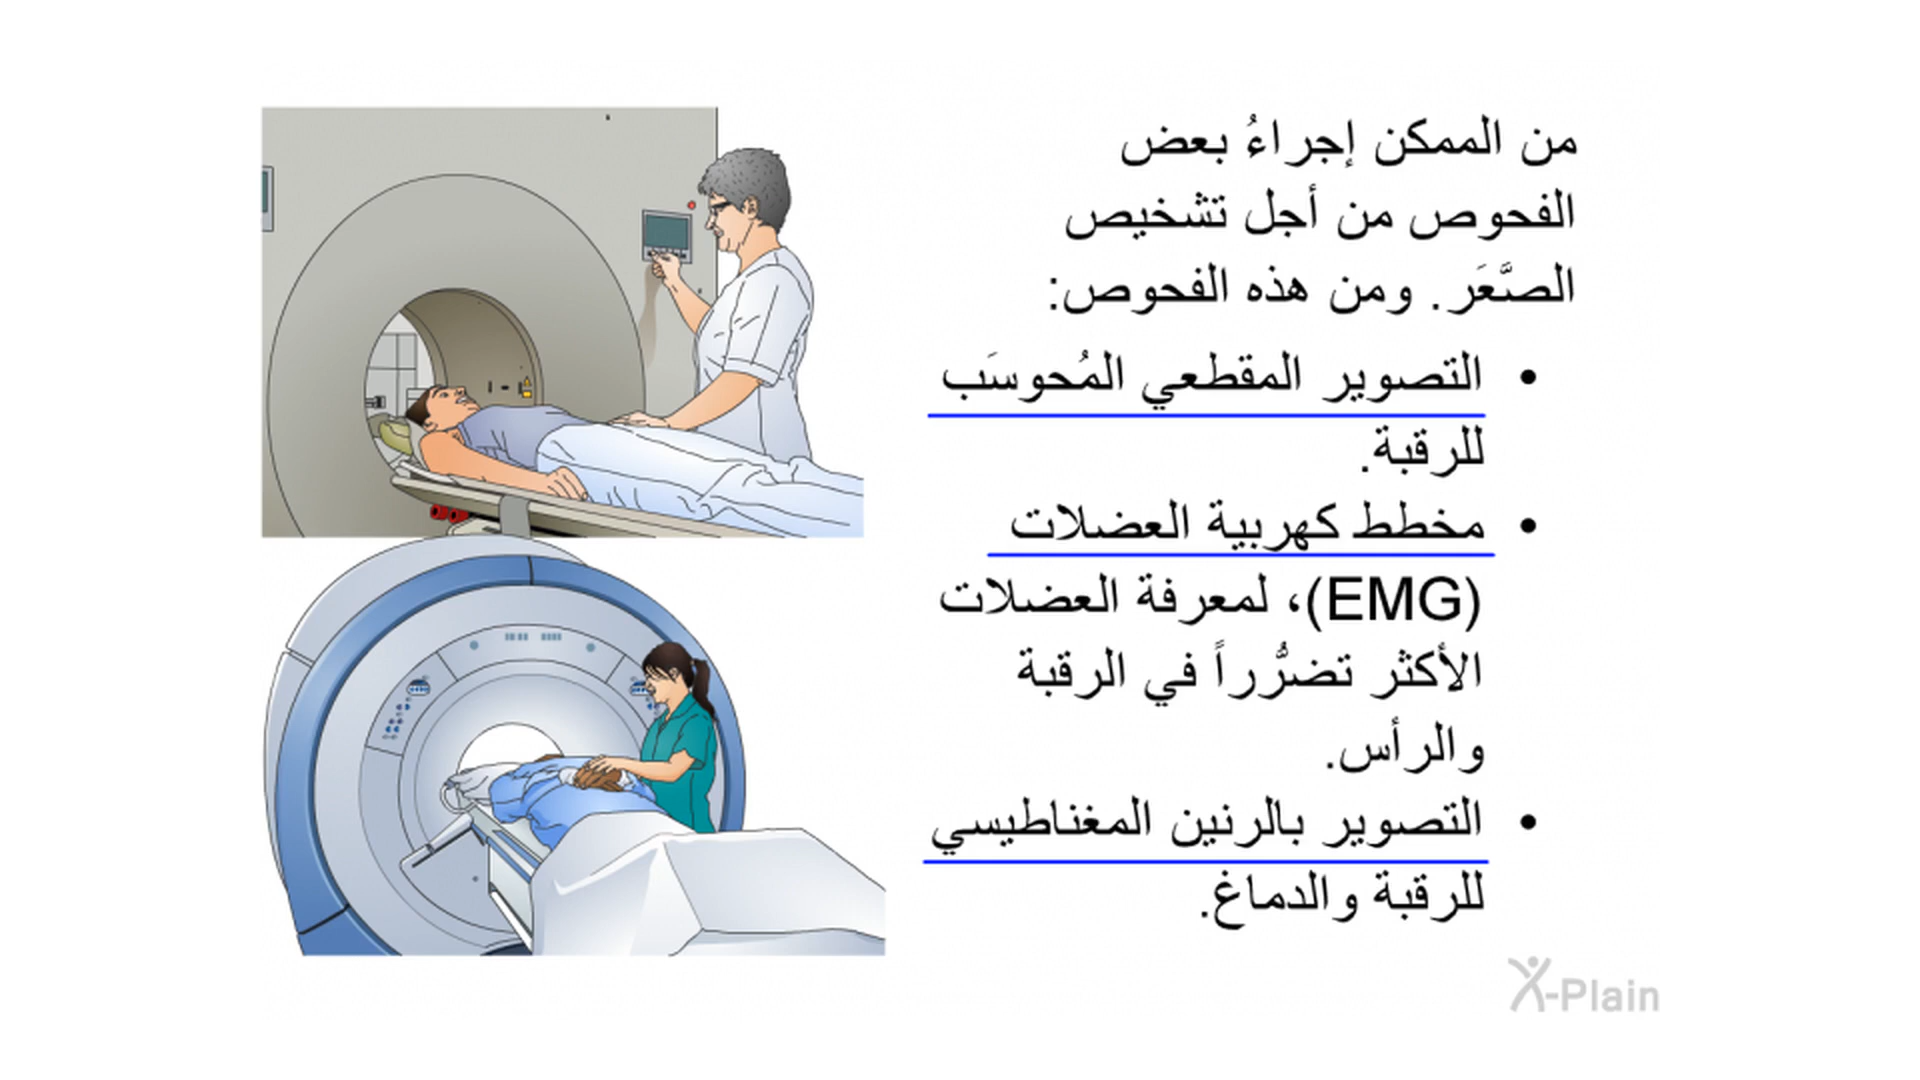 من الممكن إجراءُ بعض
الفحوص من أجل تشخيص
الصَّعَر. ومن هذه الفحوص:
• التصوير المقطعي المُحوسَب
للرقبة.
• مخطط كهربية العضلات
(EMG)، لمعرفة العضلات
الأكثر تضرُّراً في الرقبة
والرأس.
• التصوير بالرنين المغناطيسي
للرقبة والدماغ.
X-Plain